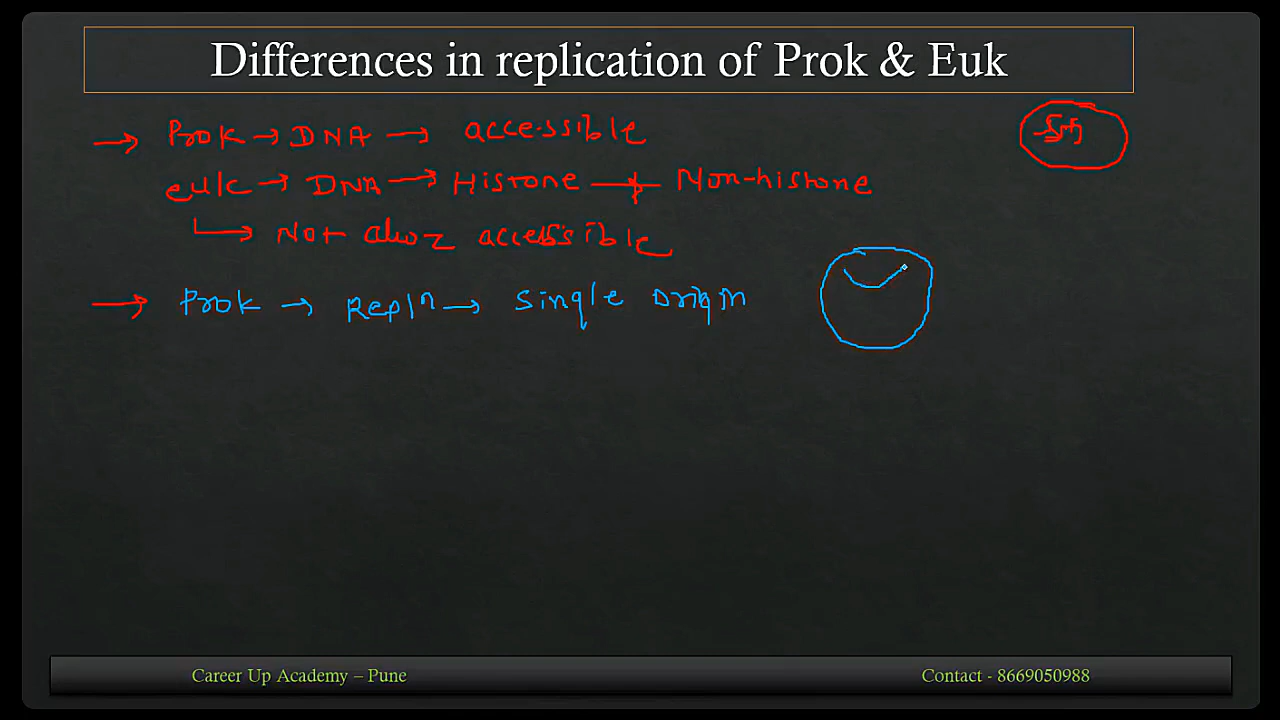 Differences in replication of Prok & Euk
→ Prok → DNA → accessible
euk → DNA → Histone + Non-histone
↳ Not alwz accessible
→ Prok → Repl^n → Single Origin
Career Up Academy – Pune
Contact - 8669050988